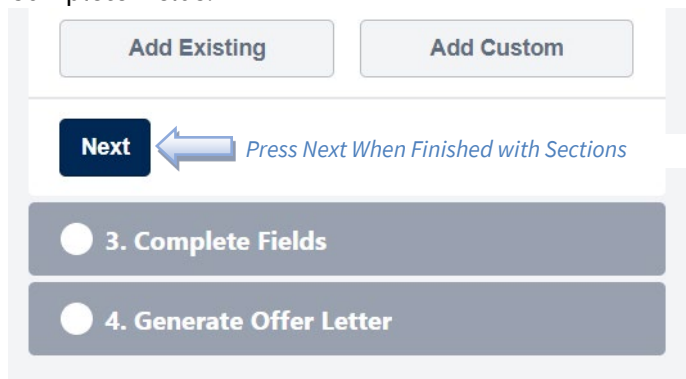 Add Existing Add Custom
Next Press Next When Finished with Sections
3. Complete Fields
4. Generate Offer Letter